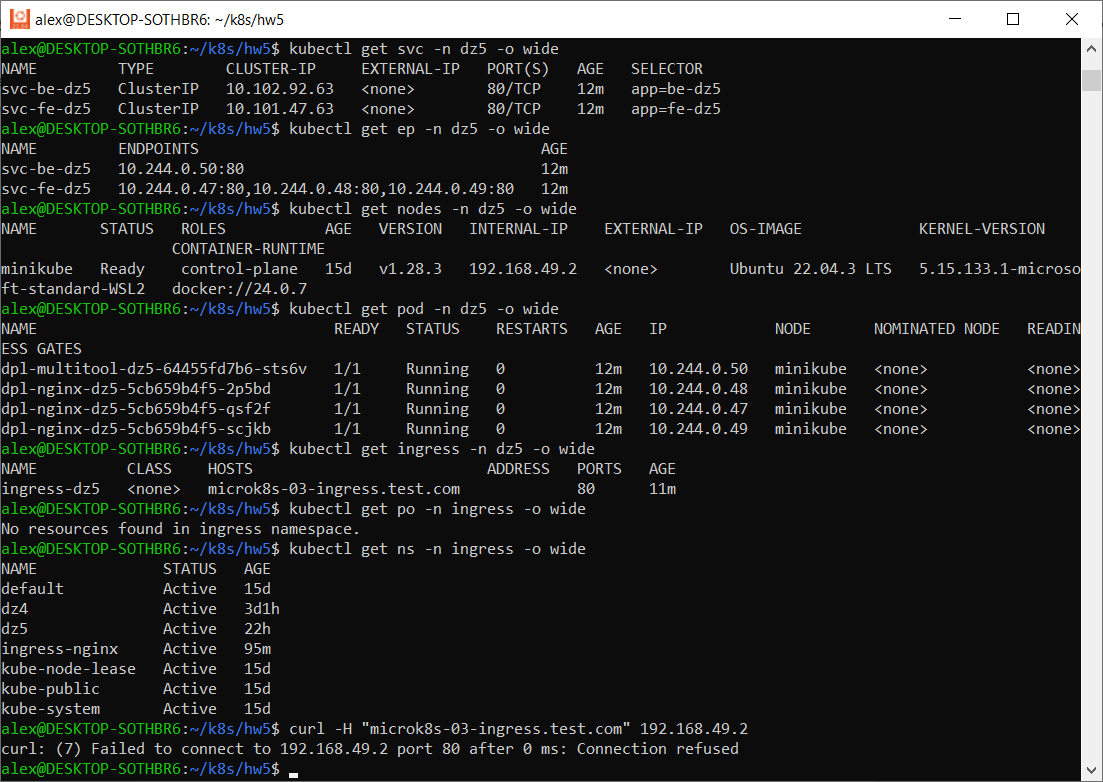 alex@DESKTOP-SOTHBR6: ~/k8s/hw5
alex@DESKTOP-SOTHBR6:~/k8s/hw5$ kubectl get svc -n dz5 -o wide
NAME         TYPE        CLUSTER-IP     EXTERNAL-IP   PORT(S)   AGE   SELECTOR
svc-be-dz5   ClusterIP   10.102.92.63   <none>        80/TCP    12m   app=be-dz5
svc-fe-dz5   ClusterIP   10.101.47.63   <none>        80/TCP    12m   app=fe-dz5
alex@DESKTOP-SOTHBR6:~/k8s/hw5$ kubectl get ep -n dz5 -o wide
NAME         ENDPOINTS                                      AGE
svc-be-dz5   10.244.0.50:80                                 12m
svc-fe-dz5   10.244.0.47:80,10.244.0.48:80,10.244.0.49:80   12m
alex@DESKTOP-SOTHBR6:~/k8s/hw5$ kubectl get nodes -n dz5 -o wide
NAME       STATUS   ROLES           AGE   VERSION   INTERNAL-IP    EXTERNAL-IP   OS-IMAGE             KERNEL-VERSION
                   CONTAINER-RUNTIME
minikube   Ready    control-plane   15d   v1.28.3   192.168.49.2   <none>        Ubuntu 22.04.3 LTS   5.15.133.1-microso
ft-standard-WSL2   docker://24.0.7
alex@DESKTOP-SOTHBR6:~/k8s/hw5$ kubectl get pod -n dz5 -o wide
NAME                                 READY   STATUS    RESTARTS   AGE   IP            NODE       NOMINATED NODE   READIN
ESS GATES
dpl-multitool-dz5-64455fd7b6-sts6v   1/1     Running   0          12m   10.244.0.50   minikube   <none>           <none>
dpl-nginx-dz5-5cb659b4f5-2p5bd       1/1     Running   0          12m   10.244.0.48   minikube   <none>           <none>
dpl-nginx-dz5-5cb659b4f5-qsf2f       1/1     Running   0          12m   10.244.0.47   minikube   <none>           <none>
dpl-nginx-dz5-5cb659b4f5-scjkb       1/1     Running   0          12m   10.244.0.49   minikube   <none>           <none>
alex@DESKTOP-SOTHBR6:~/k8s/hw5$ kubectl get ingress -n dz5 -o wide
NAME          CLASS    HOSTS                          ADDRESS   PORTS   AGE
ingress-dz5   <none>   microk8s-03-ingress.test.com             80      11m
alex@DESKTOP-SOTHBR6:~/k8s/hw5$ kubectl get po -n ingress -o wide
No resources found in ingress namespace.
alex@DESKTOP-SOTHBR6:~/k8s/hw5$ kubectl get ns -n ingress -o wide
NAME              STATUS   AGE
default           Active   15d
dz4               Active   3d1h
dz5               Active   22h
ingress-nginx     Active   95m
kube-node-lease   Active   15d
kube-public       Active   15d
kube-system       Active   15d
alex@DESKTOP-SOTHBR6:~/k8s/hw5$ curl -H "microk8s-03-ingress.test.com" 192.168.49.2
curl: (7) Failed to connect to 192.168.49.2 port 80 after 0 ms: Connection refused
alex@DESKTOP-SOTHBR6:~/k8s/hw5$